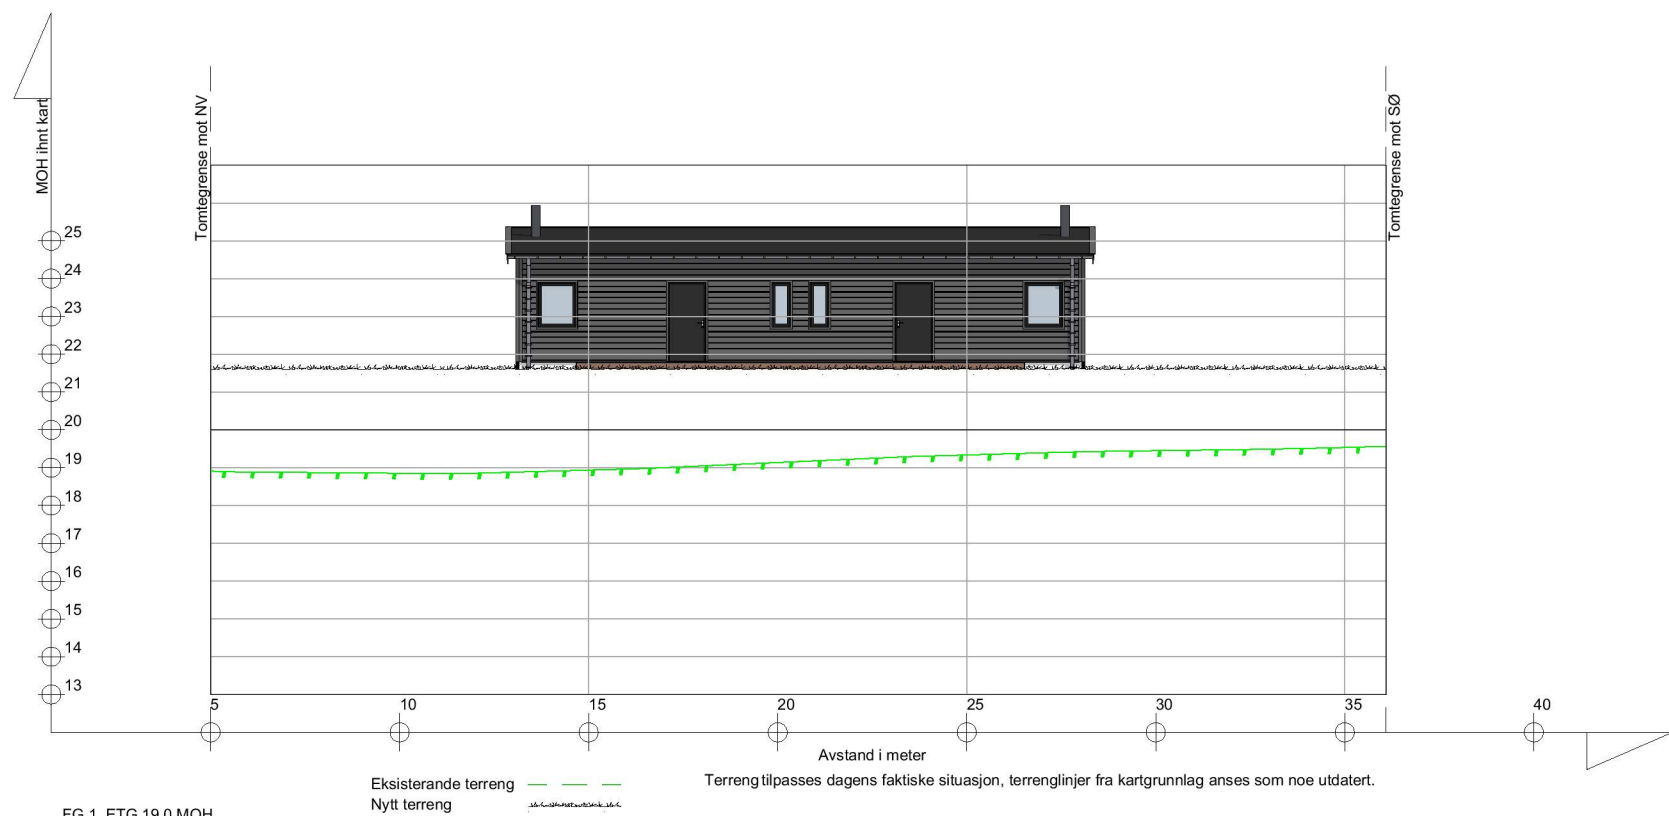 MOH ihnt kart
Tomtegrense mot NV
Tomtegrense mot SØ
25
24
23
22
21
20
19
18
17
16
15
14
13
5
10
15
20
25
30
35
40
Avstand i meter
Eksisterande terreng
Terreng tilpasses dagens faktiske situasjon, terrenglinjer fra kartgrunnlag anses som noe utdatert.
Nytt terreng
FG 1. ETG 19,0 MOH